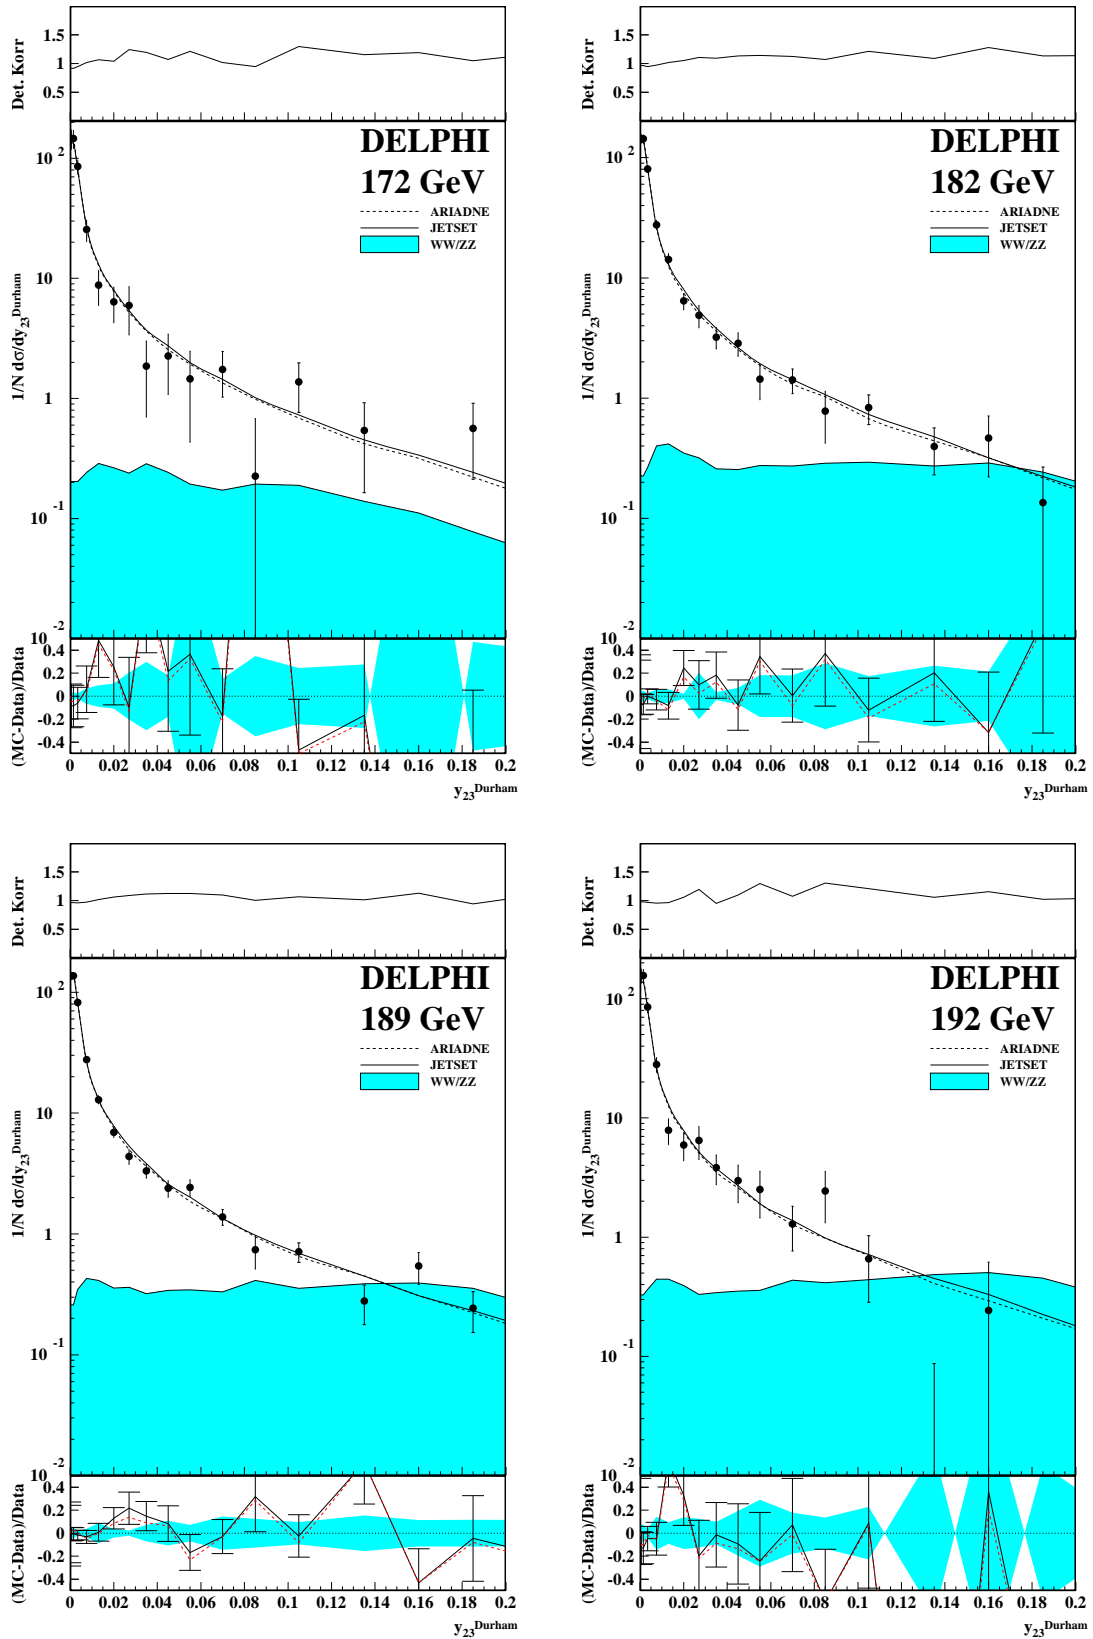 Det. Korr
1.5
1
0.5
DELPHI
172 GeV
ARIADNE
JETSET
WW/ZZ
1/N dσ/dy23Durham
10 2
10
1
10 -1
10 -2
(MC-Data)/Data
0.4
0.2
0
-0.2
-0.4
0 0.02 0.04 0.06 0.08 0.1 0.12 0.14 0.16 0.18 0.2
y23Durham
Det. Korr
1.5
1
0.5
DELPHI
182 GeV
ARIADNE
JETSET
WW/ZZ
1/N dσ/dy23Durham
10 2
10
1
10 -1
10 -2
(MC-Data)/Data
0.4
0.2
0
-0.2
-0.4
0 0.02 0.04 0.06 0.08 0.1 0.12 0.14 0.16 0.18 0.2
y23Durham
Det. Korr
1.5
1
0.5
DELPHI
189 GeV
ARIADNE
JETSET
WW/ZZ
1/N dσ/dy23Durham
10 2
10
1
10 -1
10 -2
(MC-Data)/Data
0.4
0.2
0
-0.2
-0.4
0 0.02 0.04 0.06 0.08 0.1 0.12 0.14 0.16 0.18 0.2
y23Durham
Det. Korr
1.5
1
0.5
DELPHI
192 GeV
ARIADNE
JETSET
WW/ZZ
1/N dσ/dy23Durham
10 2
10
1
10 -1
10 -2
(MC-Data)/Data
0.4
0.2
0
-0.2
-0.4
0 0.02 0.04 0.06 0.08 0.1 0.12 0.14 0.16 0.18 0.2
y23Durham